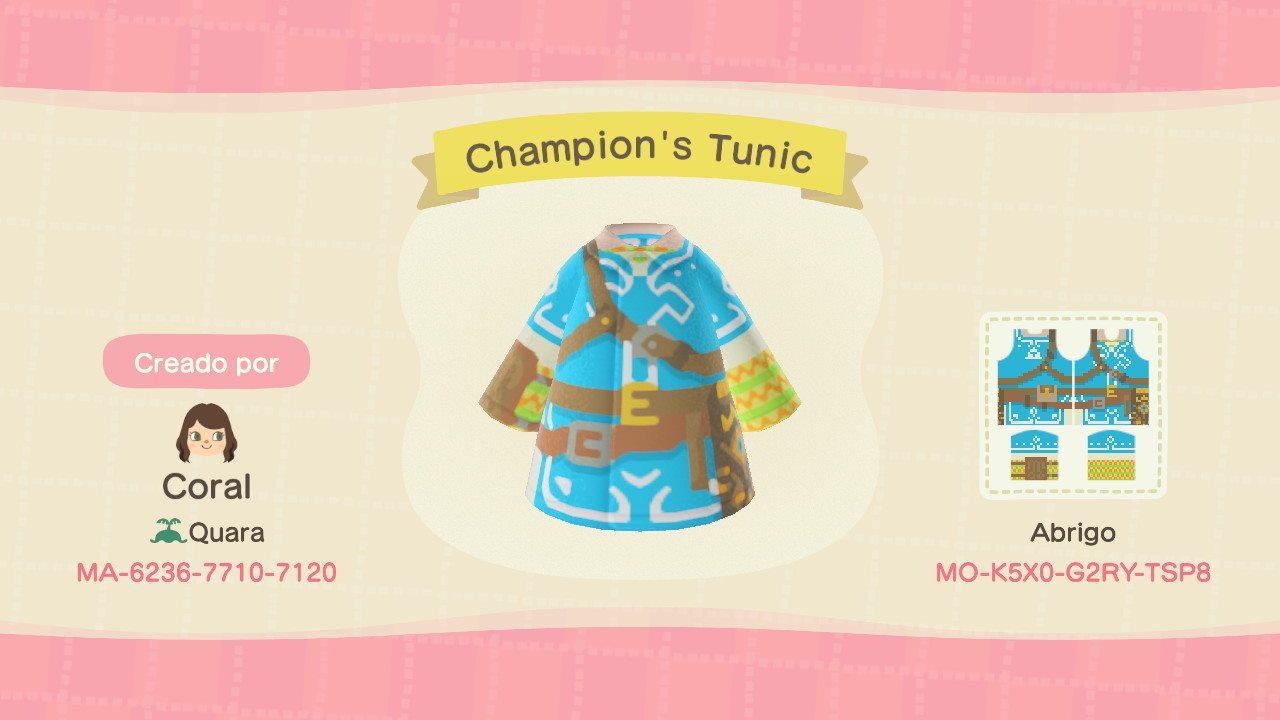 Champion's Tunic
Creado por
Coral
Quara
MA-6236-7710-7120
Abrigo
MO-K5X0-G2RY-TSP8